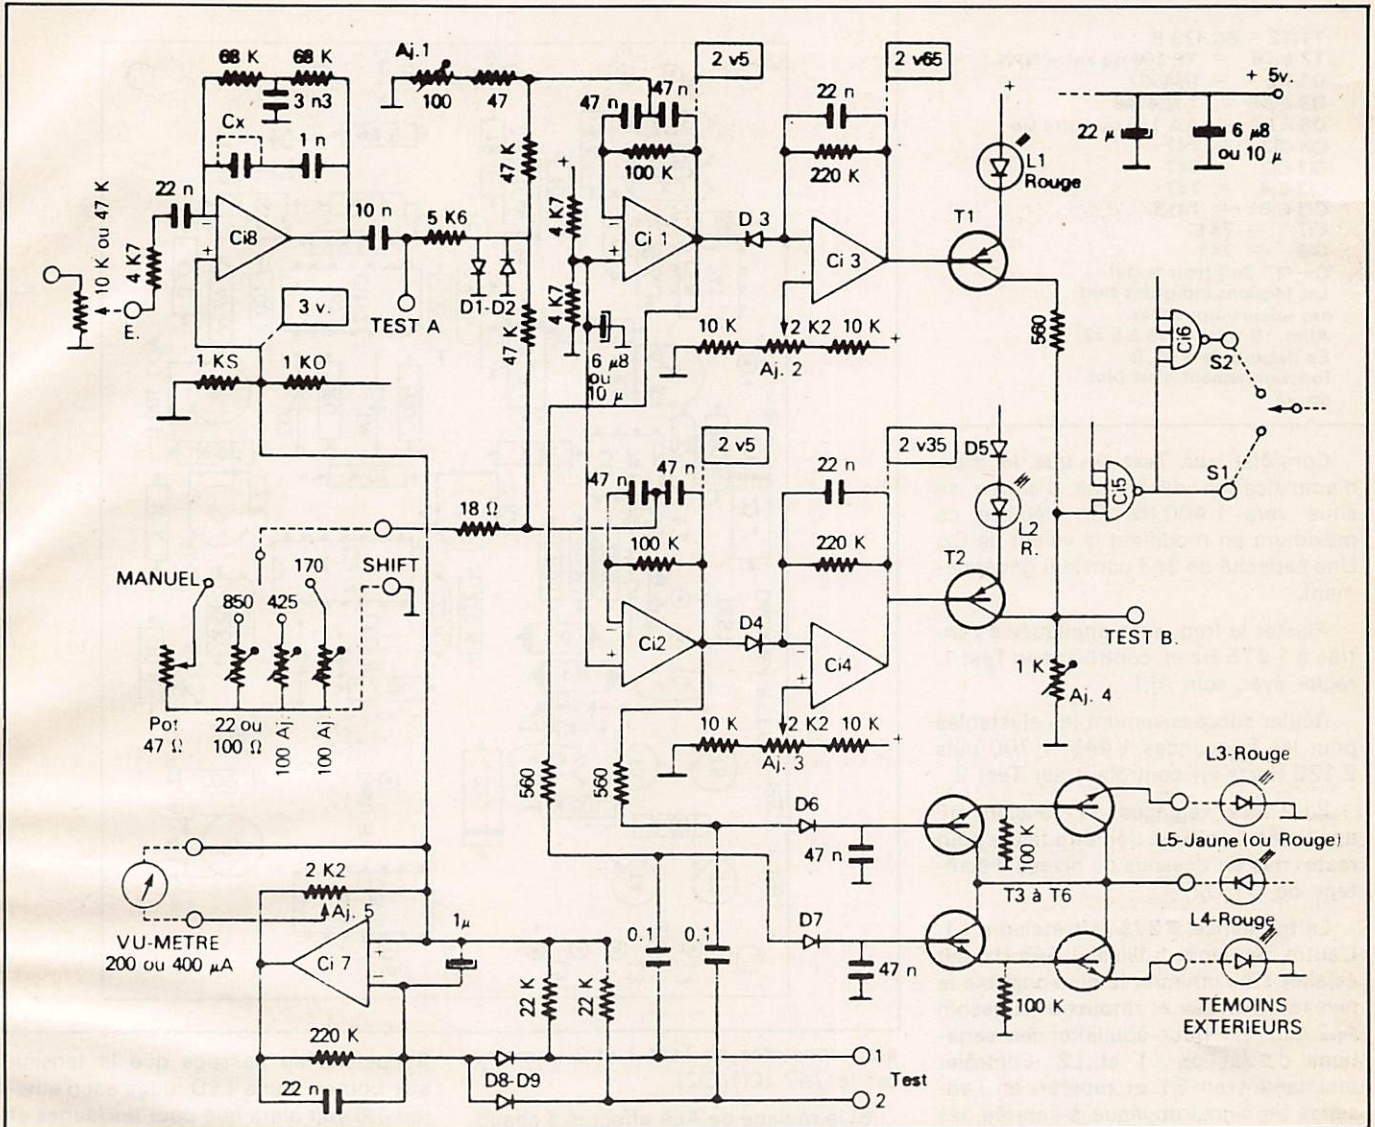 68 K
68 K
3 n3
Cx
1 n
22 n
Ci8
10 K ou 47 K
4 K7
E.
10 n
5 K6
TEST A
D1-D2
3 v.
1 KS
1 KO
Aj.1
100
47
47 K
47 K
47 n
47 n
100 K
2 v5
4 K7
4 K7
Ci 1
6 µ8
ou
10 µ
D 3
22 n
220 K
2 v65
Ci 3
10 K
2 K2
10 K
Aj. 2
L1
Rouge
T1
22 µ
6 µ8
ou 10 µ
+ 5v.
560
Ci6
S2
D5
L2
R.
Ci5
S1
T2
TEST B.
1 K
Aj. 4
2 v5
47 n
47 n
100 K
Ci2
D4
22 n
220 K
2 v35
Ci4
10 K
2 K2
10 K
Aj. 3
18 Ω
MANUEL
850
425
170
SHIFT
Pot
47 Ω
22 ou
100 Ω
100 Aj.
100 Aj.
560
560
D6
47 n
100 K
T3 à T6
L3-Rouge
L5-Jaune (ou Rouge)
L4-Rouge
D7
47 n
100 K
TEMOINS
EXTERIEURS
VU-METRE
200 ou 400 µA
2 K2
Aj. 5
1µ
Ci 7
220 K
22 n
22 K
22 K
0.1
0.1
D8-D9
1
Test
2